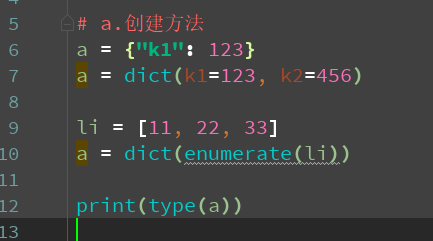 5 # a.创建方法
6 a = {"k1": 123}
7 a = dict(k1=123, k2=456)
8
9 li = [11, 22, 33]
10 a = dict(enumerate(li))
11
12 print(type(a))
13